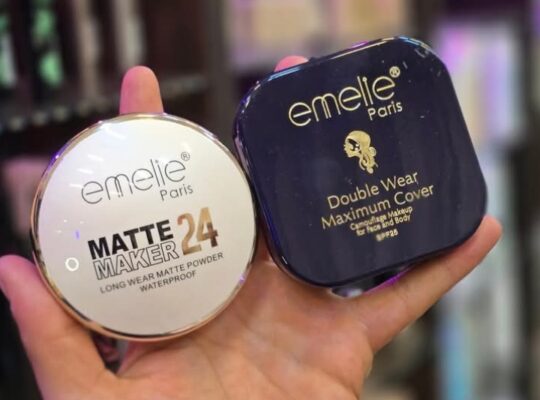 emelie®
Paris
MATTE 24
MAKER
LONG WEAR MATTE POWDER
WATERPROOF
emelie®
Paris
Double Wear
Maximum Cover
Camouflage Makeup
for Face and Body
SPF25